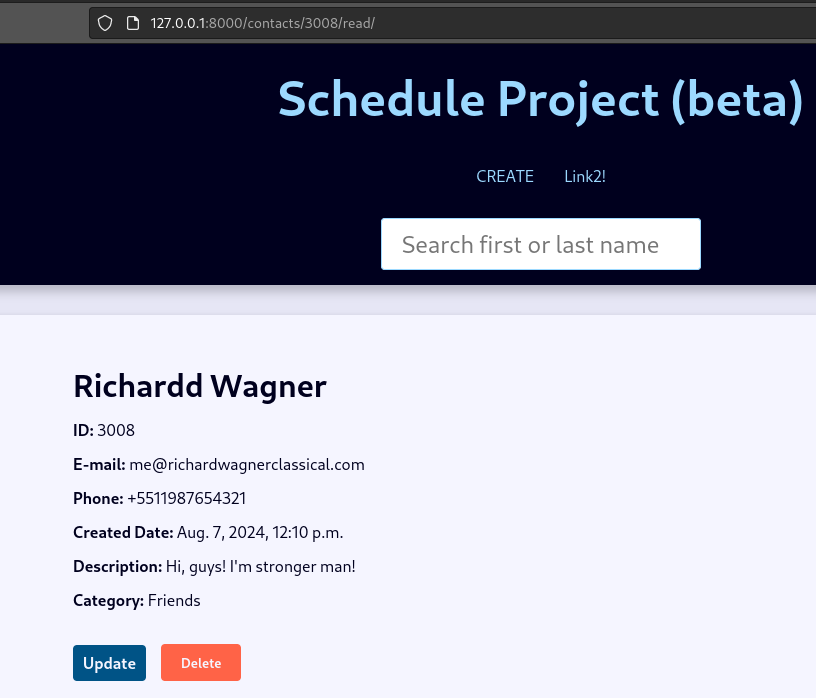 127.0.0.1:8000/contacts/3008/read/
Schedule Project (beta)
CREATE Link2!
Search first or last name
Richardd Wagner
ID: 3008
E-mail: me@richardwagnerclassical.com
Phone: +5511987654321
Created Date: Aug. 7, 2024, 12:10 p.m.
Description: Hi, guys! I'm stronger man!
Category: Friends
Update Delete